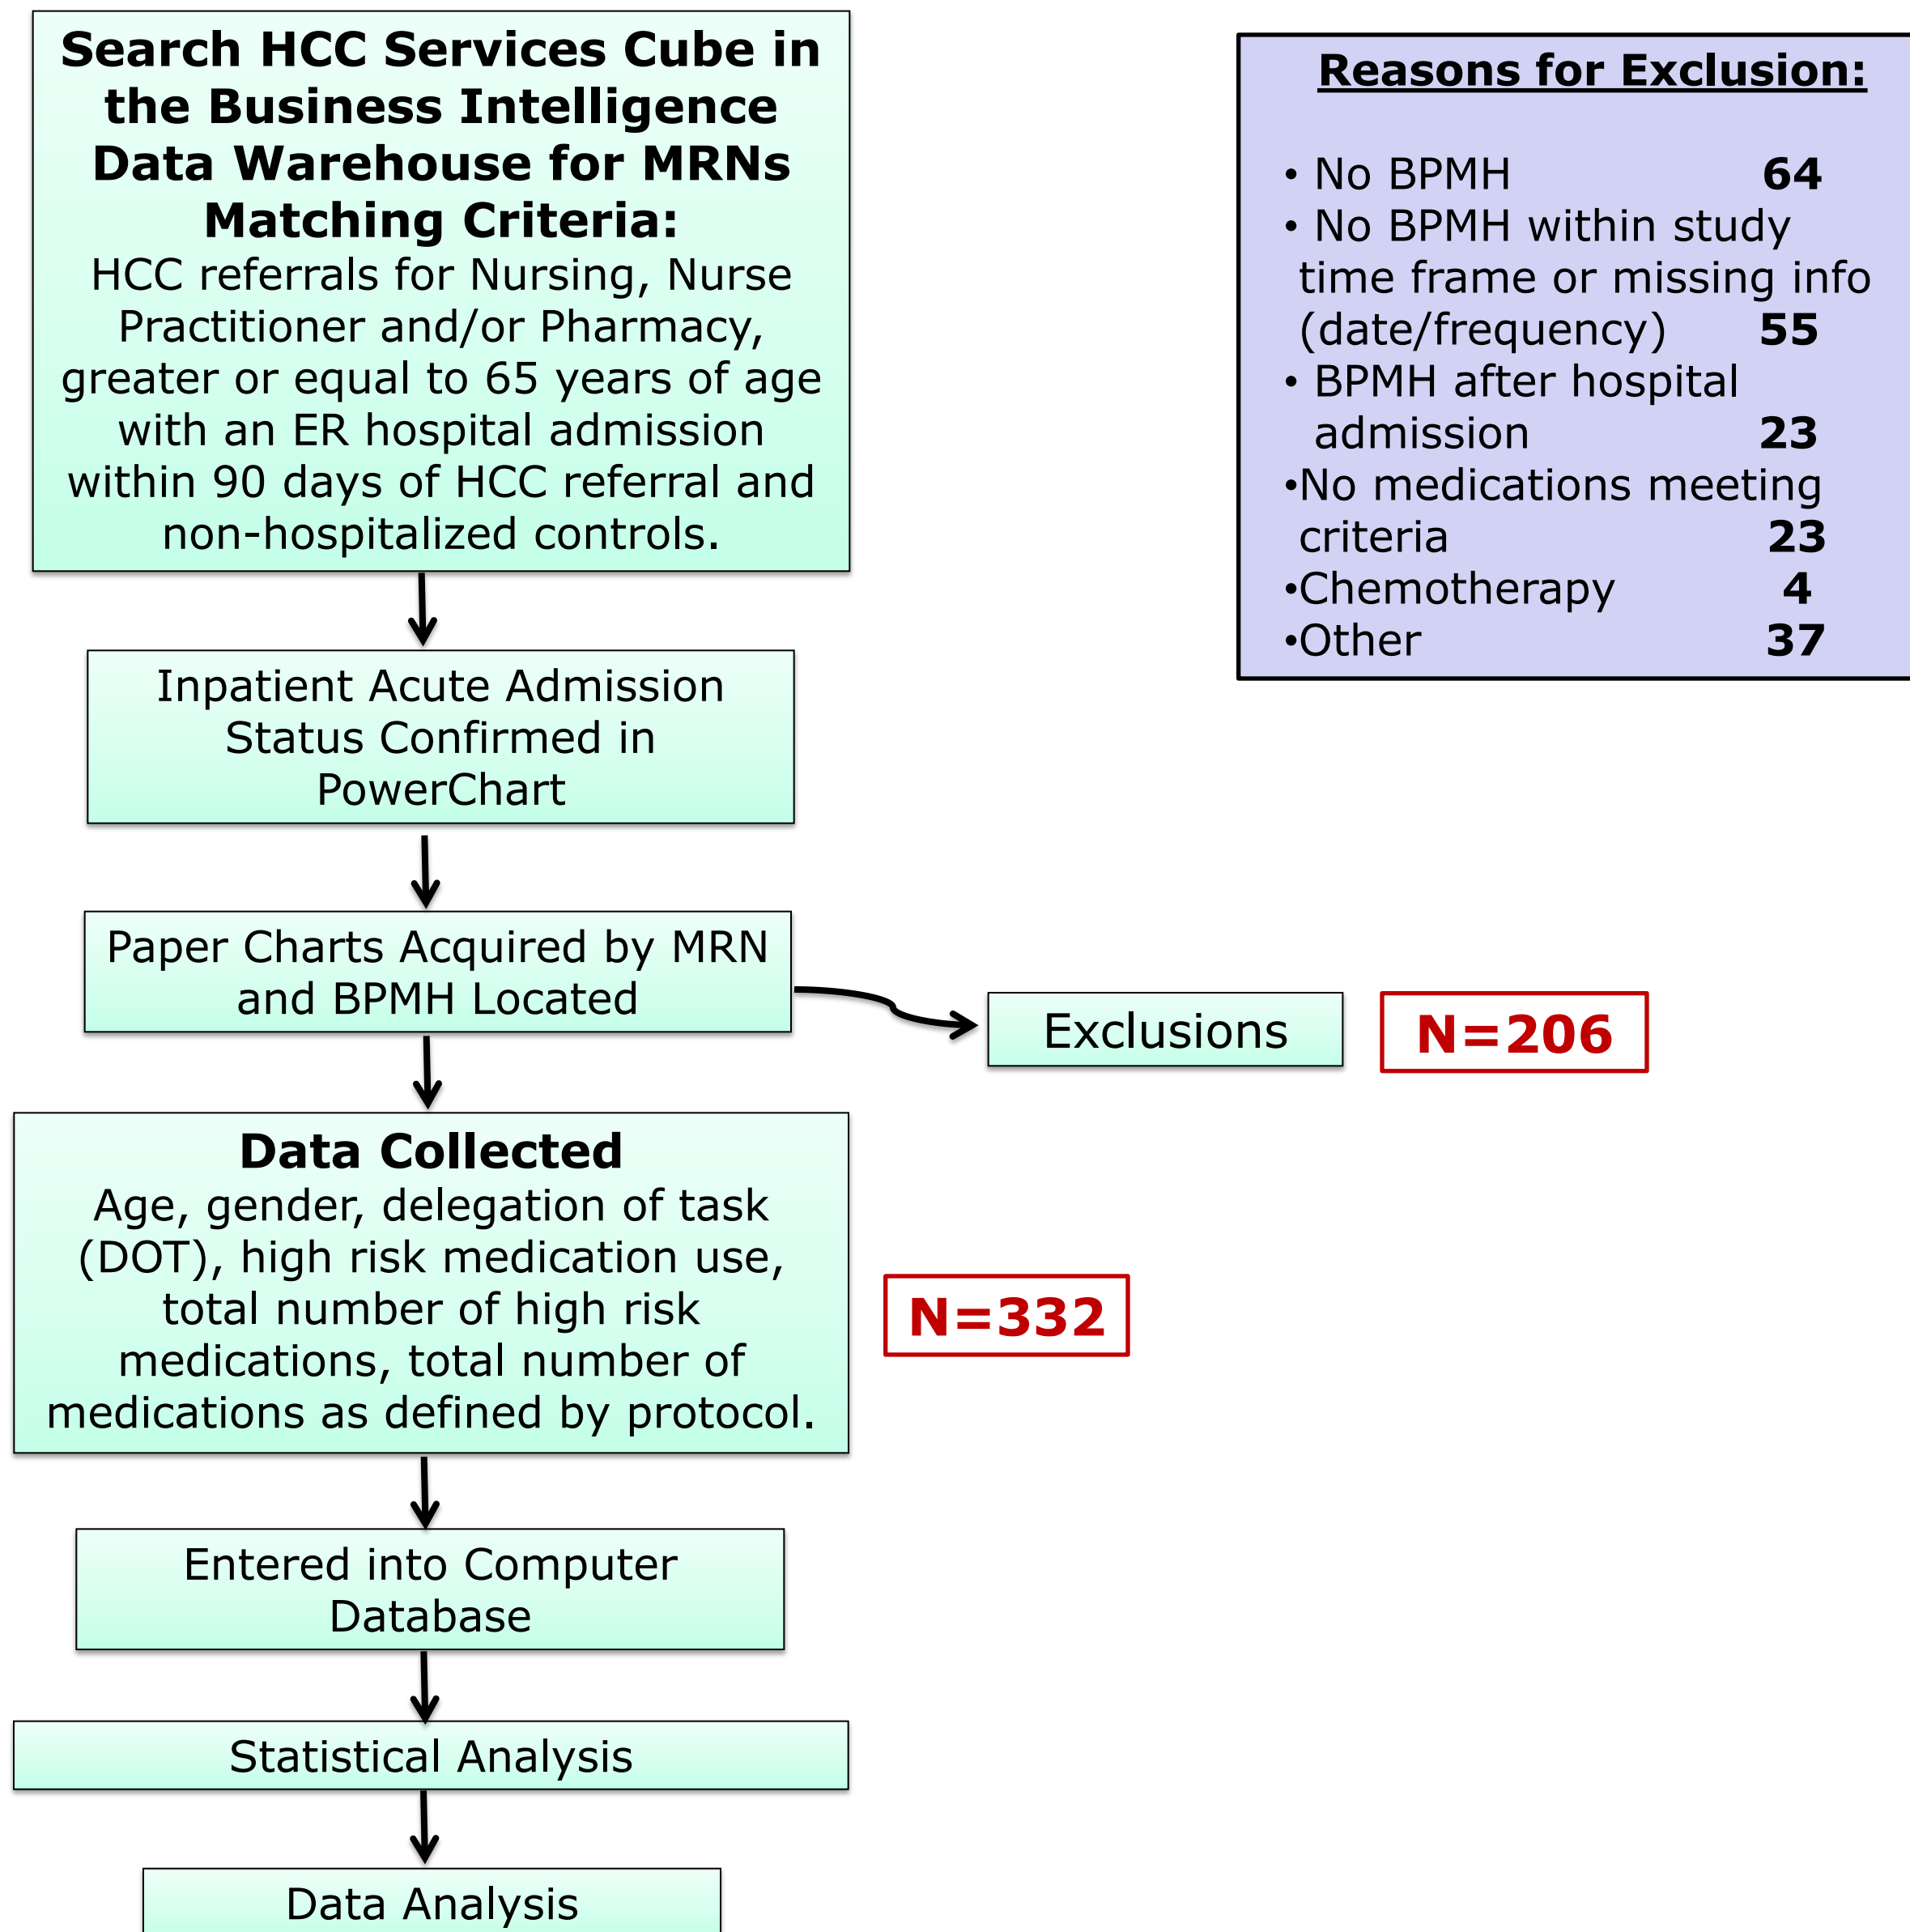 Search HCC Services Cube in
the Business Intelligence
Data Warehouse for MRNs
Matching Criteria:
HCC referrals for Nursing, Nurse
Practitioner and/or Pharmacy,
greater or equal to 65 years of age
with an ER hospital admission
within 90 days of HCC referral and
non-hospitalized controls.
Reasons for Exclusion:
• No BPMH 64
• No BPMH within study
time frame or missing info
(date/frequency) 55
• BPMH after hospital
admission 23
•No medications meeting
criteria 23
•Chemotherapy 4
•Other 37
Inpatient Acute Admission
Status Confirmed in
PowerChart
Paper Charts Acquired by MRN
and BPMH Located
Exclusions
N=206
Data Collected
Age, gender, delegation of task
(DOT), high risk medication use,
total number of high risk
medications, total number of
medications as defined by protocol.
N=332
Entered into Computer
Database
Statistical Analysis
Data Analysis